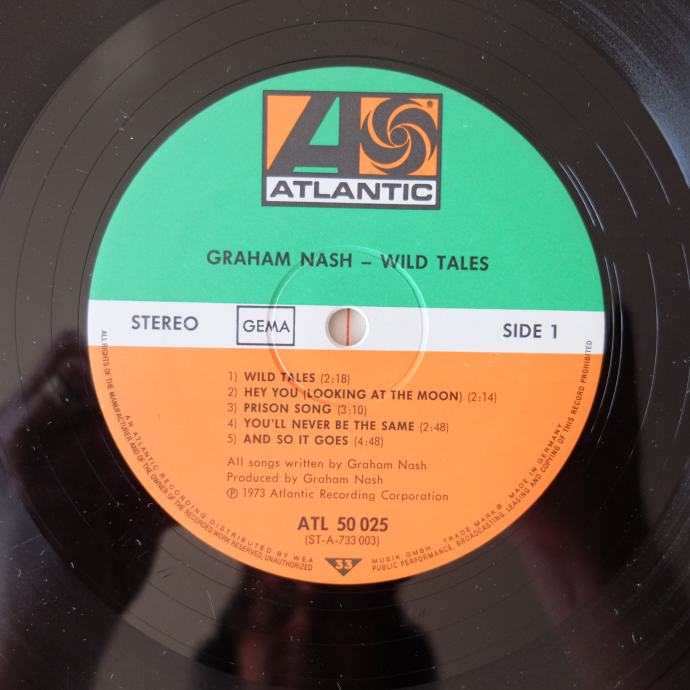 ATLANTIC®
GRAHAM NASH – WILD TALES
STEREO GEMA SIDE 1
1) WILD TALES (2:18)
2) HEY YOU (LOOKING AT THE MOON) (2:14)
3) PRISON SONG (3:10)
4) YOU'LL NEVER BE THE SAME (2:48)
5) AND SO IT GOES (4:48)
All songs written by Graham Nash
Produced by Graham Nash
℗ 1973 Atlantic Recording Corporation
ATL 50 025
(ST-A-733 003)
33
AN ATLANTIC RECORDING DISTRIBUTED BY WEA MUSIK GMBH. TRADE MARK® MADE IN GERMANY
ALL RIGHTS OF THE MANUFACTURER AND OF THE OWNER OF THE RECORDED WORK RESERVED. UNAUTHORIZED PUBLIC PERFORMANCE, BROADCASTING, LEASING AND COPYING OF THIS RECORD PROHIBITED